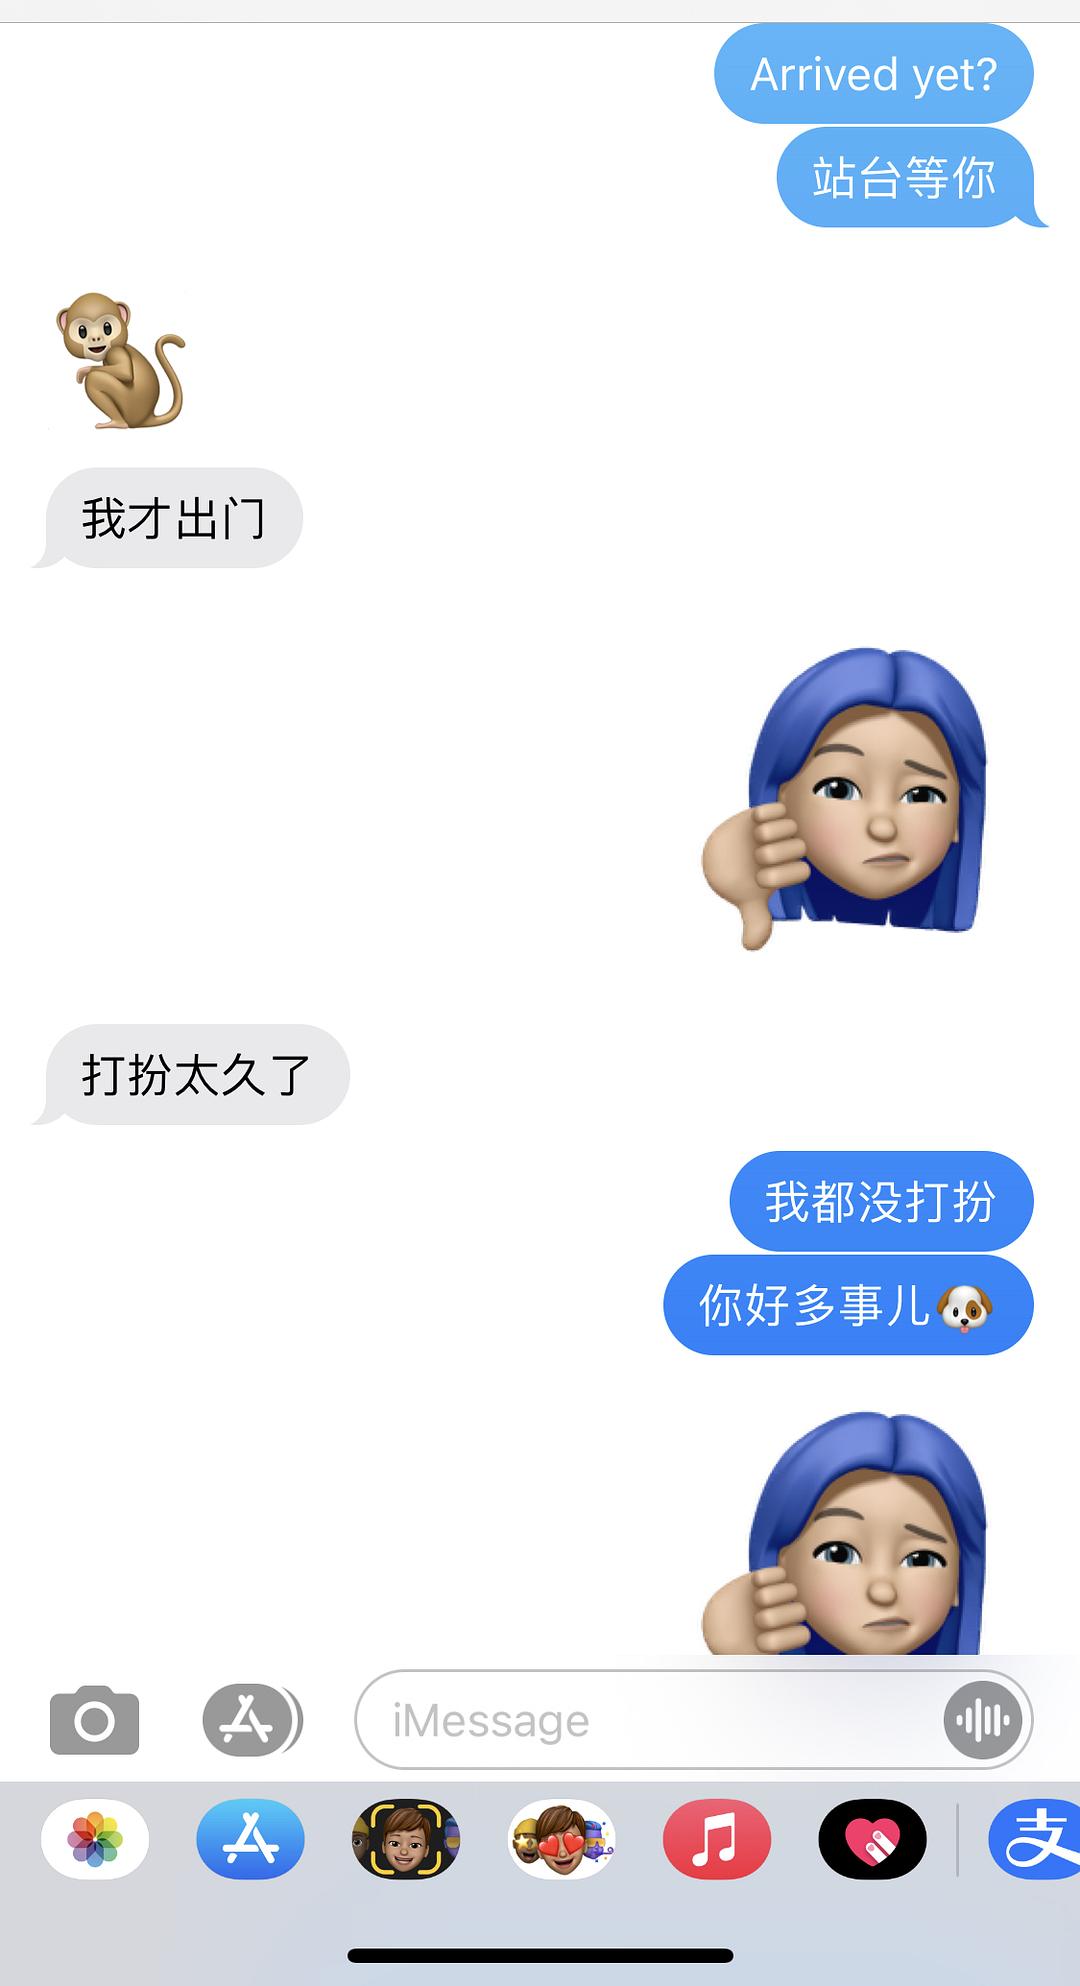 Arrived yet?
站台等你
我才出门
打扮太久了
我都没打扮
你好多事儿🐶
iMessage
支